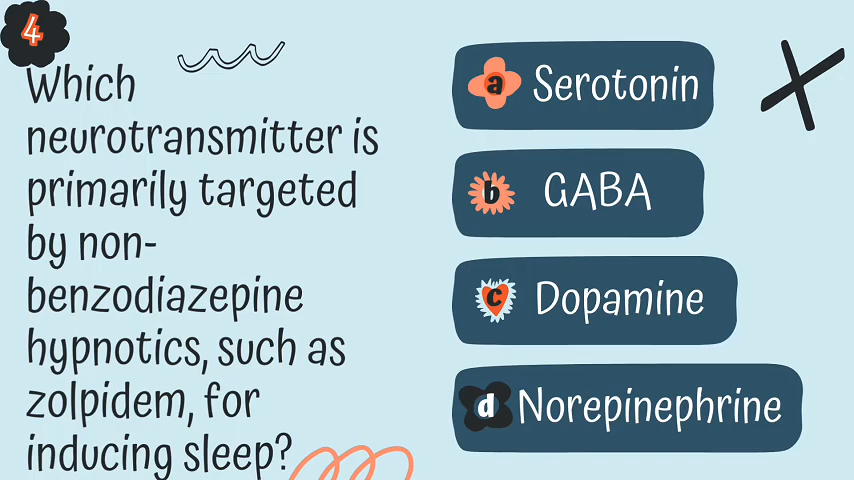 4
Which
neurotransmitter is
primarily targeted
by non-
benzodiazepine
hypnotics, such as
zolpidem, for
inducing sleep?
a Serotonin
b GABA
c Dopamine
d Norepinephrine